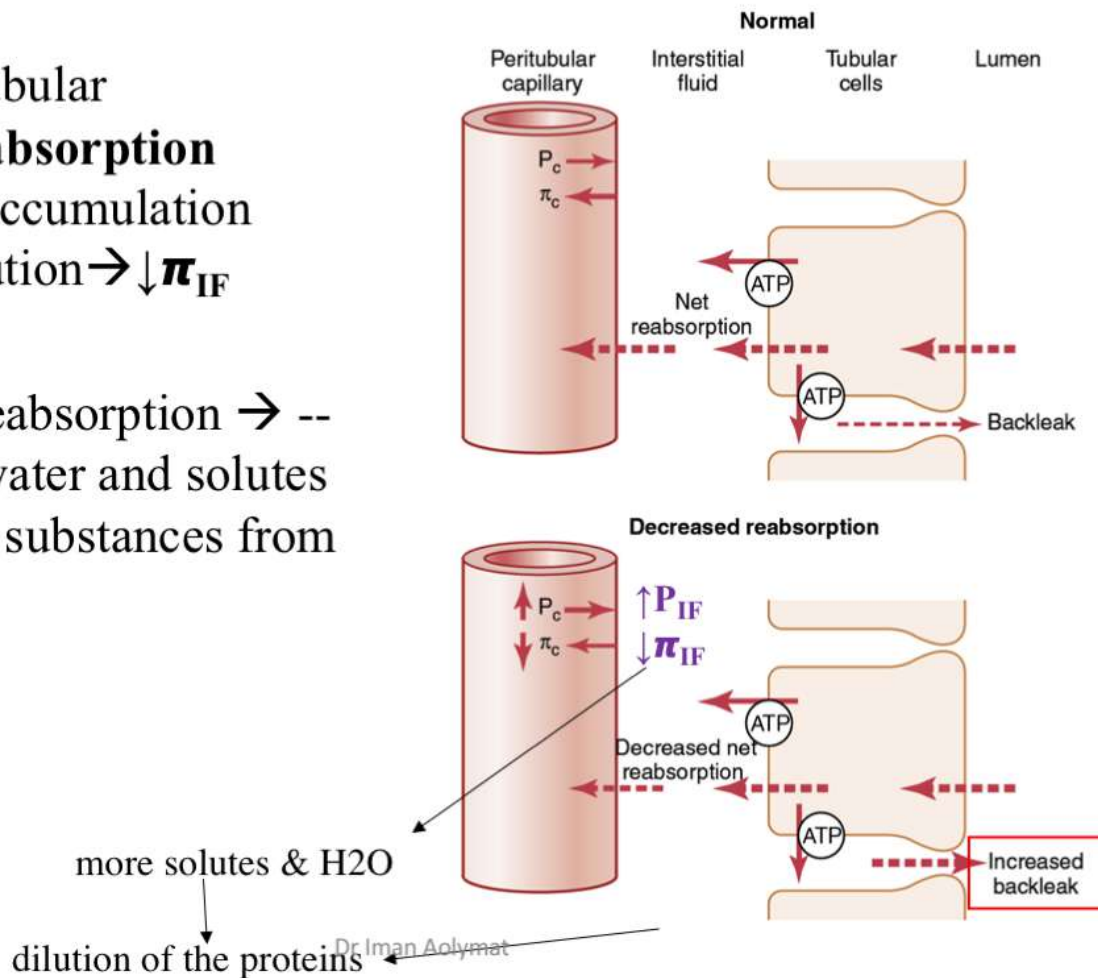 bular
absorption
ccumulation
ution→↓π_IF
eabsorption → --
vater and solutes
substances from
Normal
Peritubular
capillary
Interstitial
fluid
Tubular
cells
Lumen
P_c
π_c
ATP
Net
reabsorption
ATP
Backleak
Decreased reabsorption
P_c
π_c
↑P_IF
↓π_IF
ATP
Decreased net
reabsorption
ATP
Increased
backleak
more solutes & H2O
dilution of the proteins
Dr Iman Aolymat